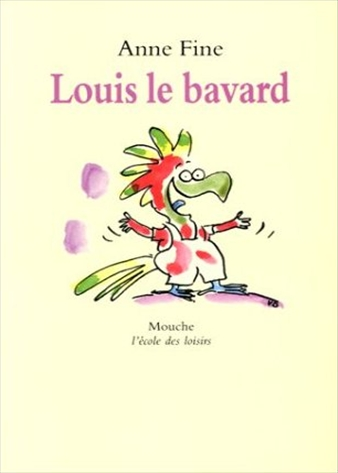 Anne Fine
Louis le bavard
Mouche
l'école des loisirs